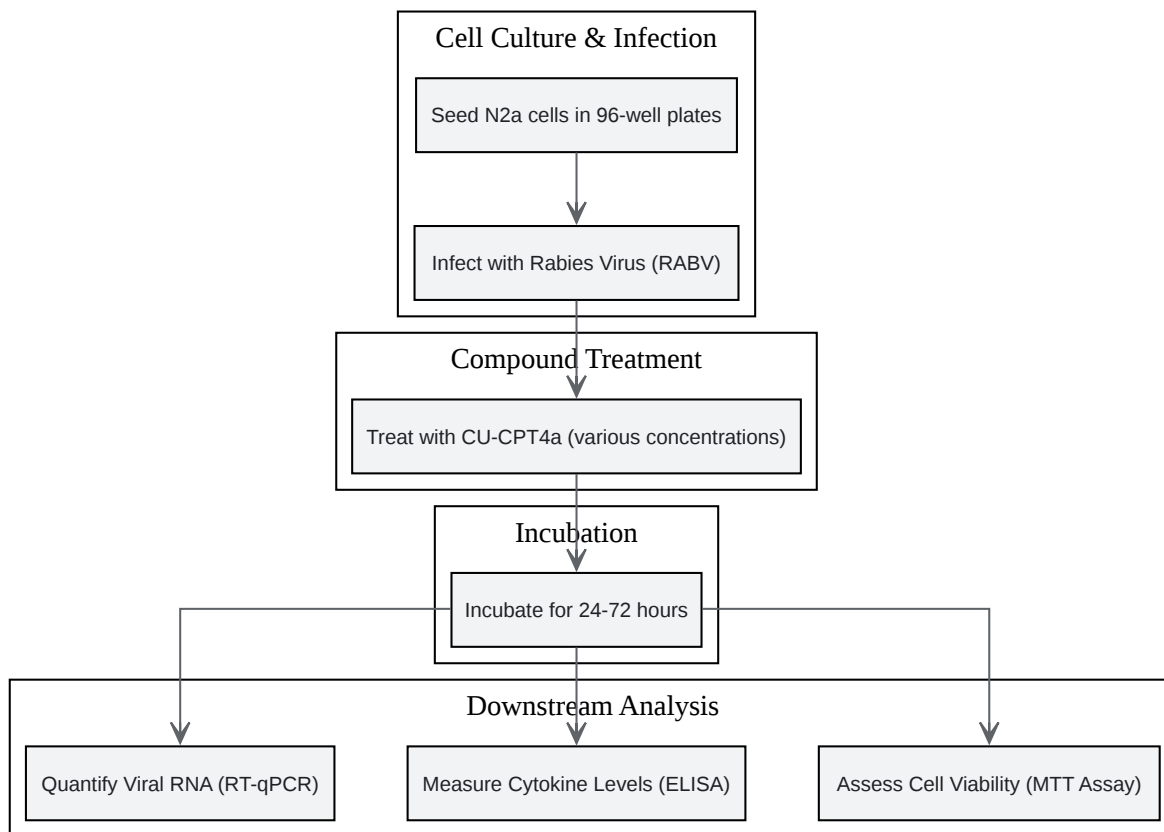 Cell Culture & Infection
Seed N2a cells in 96-well plates
Infect with Rabies Virus (RABV)
Compound Treatment
Treat with CU-CPT4a (various concentrations)
Incubation
Incubate for 24-72 hours
Downstream Analysis
Quantify Viral RNA (RT-qPCR)
Measure Cytokine Levels (ELISA)
Assess Cell Viability (MTT Assay)